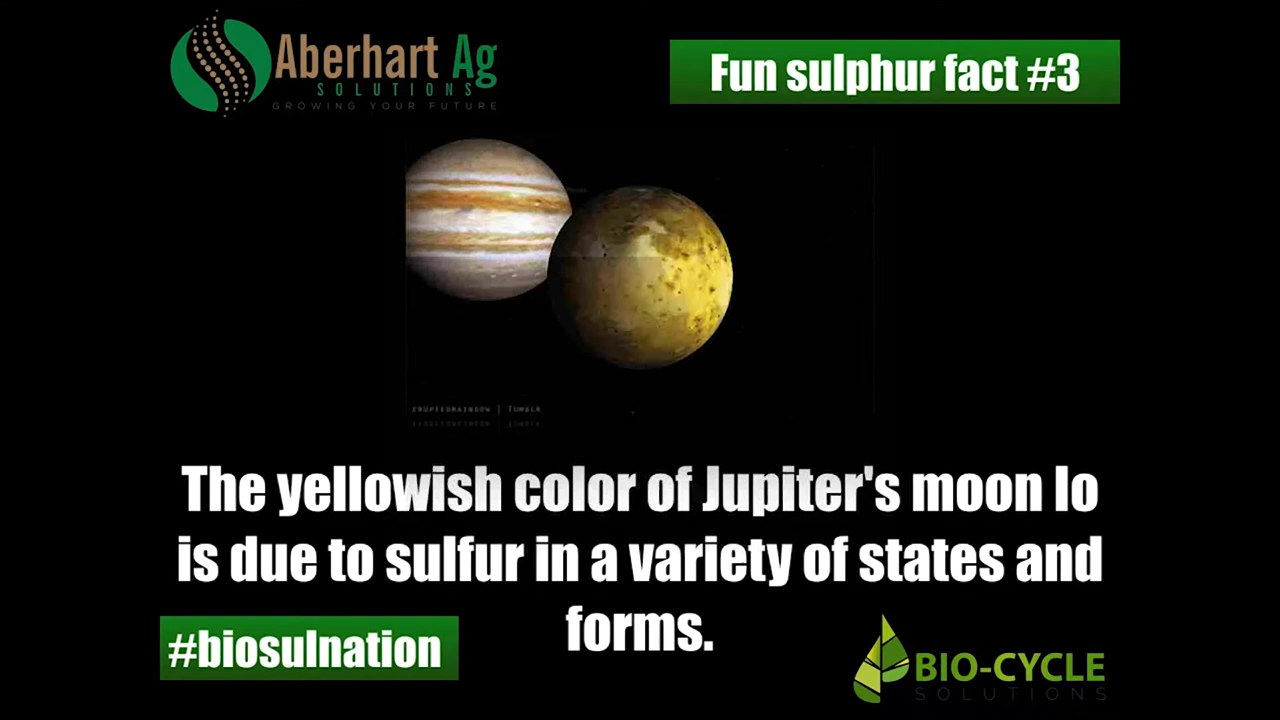 Aberhart Ag
SOLUTIONS
GROWING YOUR FUTURE
Fun sulphur fact #3
| TUMBLR
The yellowish color of Jupiter's moon Io
is due to sulfur in a variety of states and
forms.
#biosulnation
BIO-CYCLE
SOLUTIONS